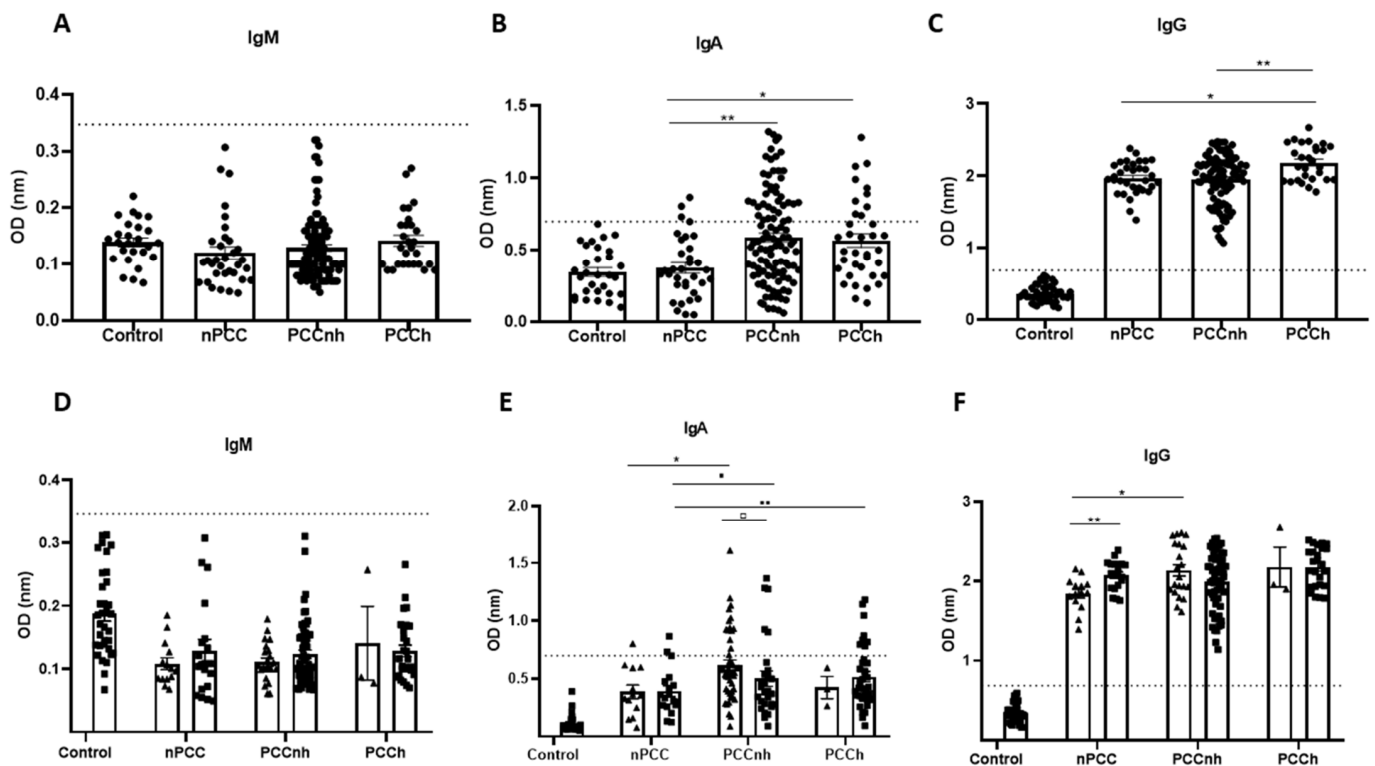 A
IgM
OD (nm)
0.4
0.3
0.2
0.1
0.0
Control nPCC PCCnh PCCh
B
IgA
OD (nm)
1.5
1.0
0.5
0.0
*
**
Control nPCC PCCnh PCCh
C
IgG
OD (nm)
3
2
1
0
**
*
Control nPCC PCCnh PCCh
D
IgM
OD (nm)
0.4
0.3
0.2
0.1
Control nPCC PCCnh PCCh
E
IgA
OD (nm)
2.0
1.5
1.0
0.5
*
Control nPCC PCCnh PCCh
F
IgG
OD (nm)
3
2
1
*
**
Control nPCC PCCnh PCCh